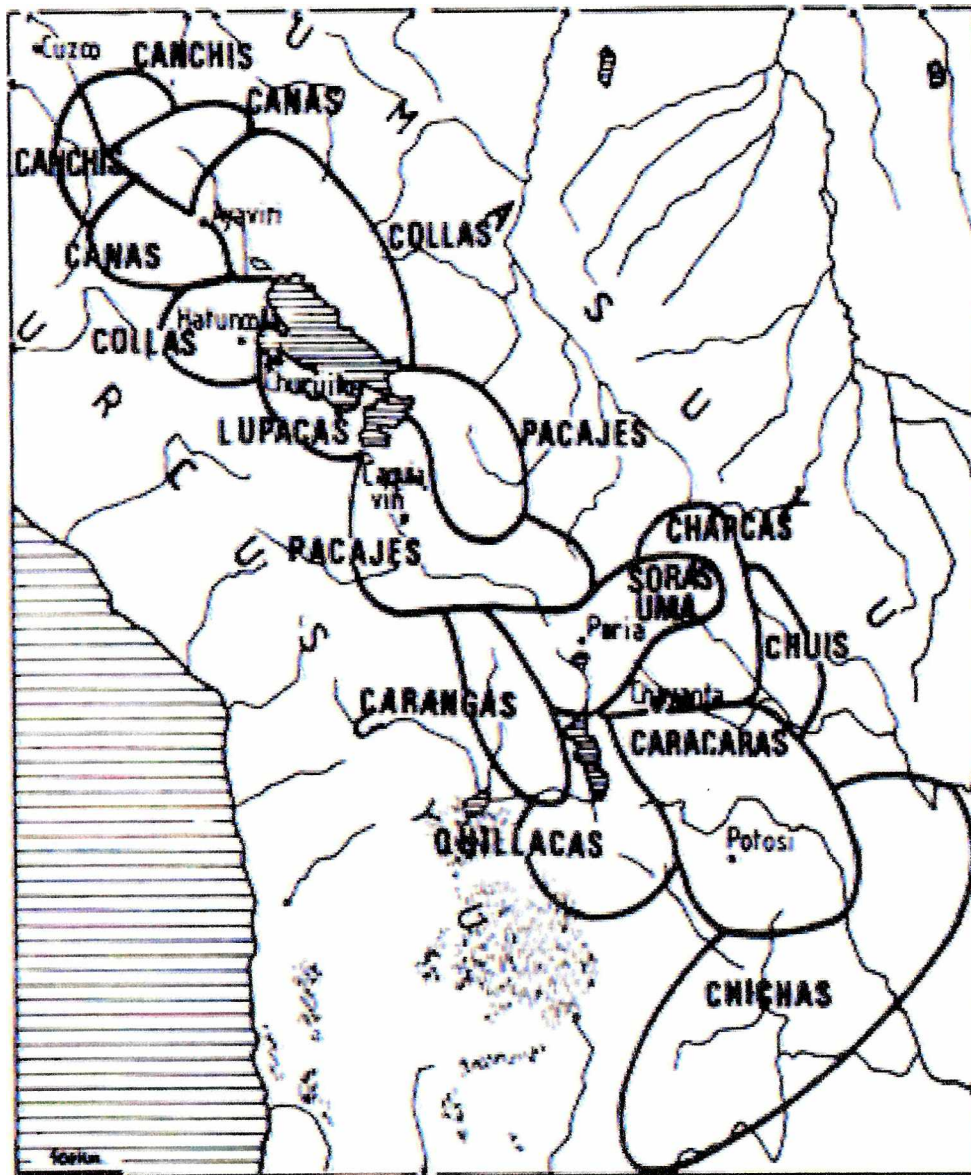 Cuzco
CANCHIS
CANAS
CANCHIS
Ayaviri
COLLAS
CANAS
Hatuncolla
COLLAS
Chucuito
LUPACAS
PACAJES
CHARCAS
PACAJES
SORAS
UMA
Paria
CHUIS
CARANGAS
CARACARAS
QUILLACAS
Potosi
CHICHAS
U M A S U Y U
U R C U S U Y U